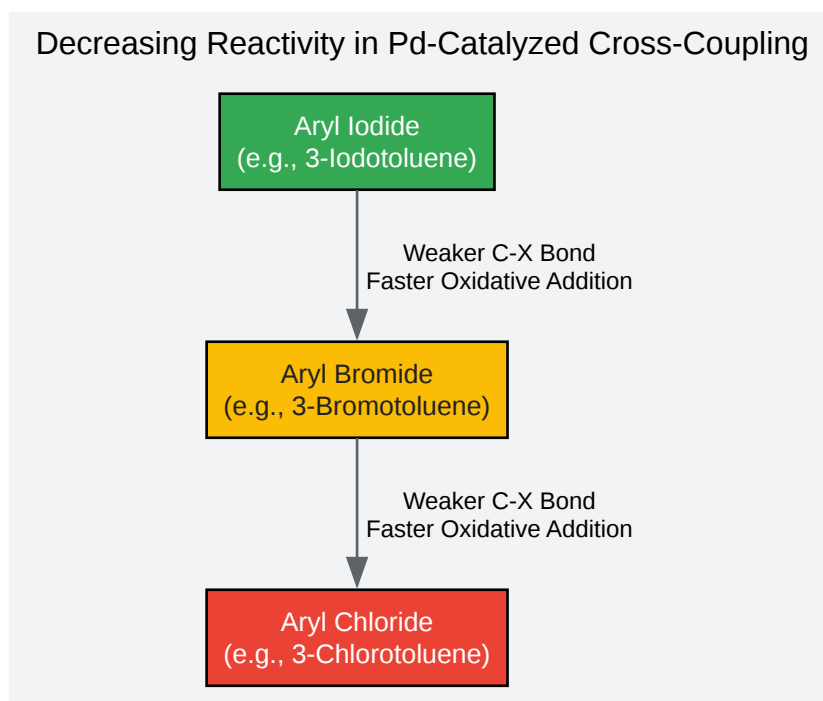 Decreasing Reactivity in Pd-Catalyzed Cross-Coupling
Aryl Iodide
(e.g., 3-Iodotoluene)
Weaker C-X Bond
Faster Oxidative Addition
Aryl Bromide
(e.g., 3-Bromotoluene)
Weaker C-X Bond
Faster Oxidative Addition
Aryl Chloride
(e.g., 3-Chlorotoluene)